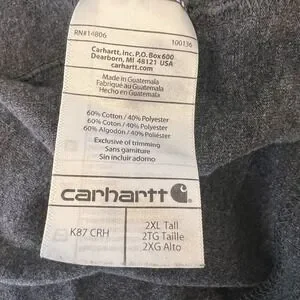 RN#14806
100136
Carhartt, Inc. P.O. Box 600
Dearborn, MI 48121 USA
carhartt.com
Made in Guatemala
Fabriqué au Guatemala
Hecho en Guatemala
60% Cotton / 40% Polyester
60% Coton / 40% Polyester
60% Algodon / 40% Poliéster
Exclusive of trimming
Sans garniture
Sin incluir adorno
carhartt
K87 CRH
2XL Tall
2TG Taille
2XG Alto